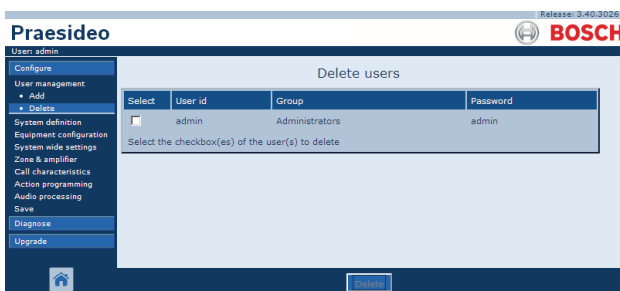 Release: 3.40.3026
Praesideo
BOSCH
User: admin
Configure
User management
• Add
• Delete
System definition
Equipment configuration
System wide settings
Zone & amplifier
Call characteristics
Action programming
Audio processing
Save
Diagnose
Upgrade
Delete users
Select User id Group Password
admin Administrators admin
Select the checkbox(es) of the user(s) to delete
Delete